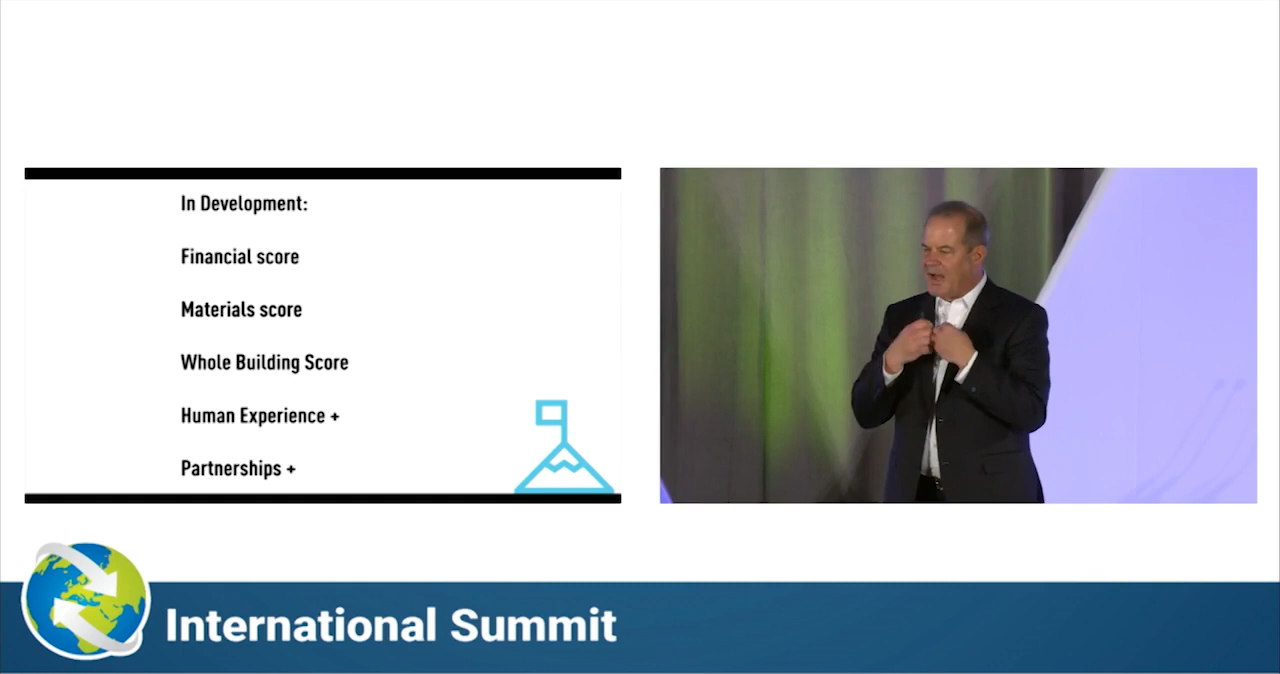 In Development:
Financial score
Materials score
Whole Building Score
Human Experience +
Partnerships +
International Summit